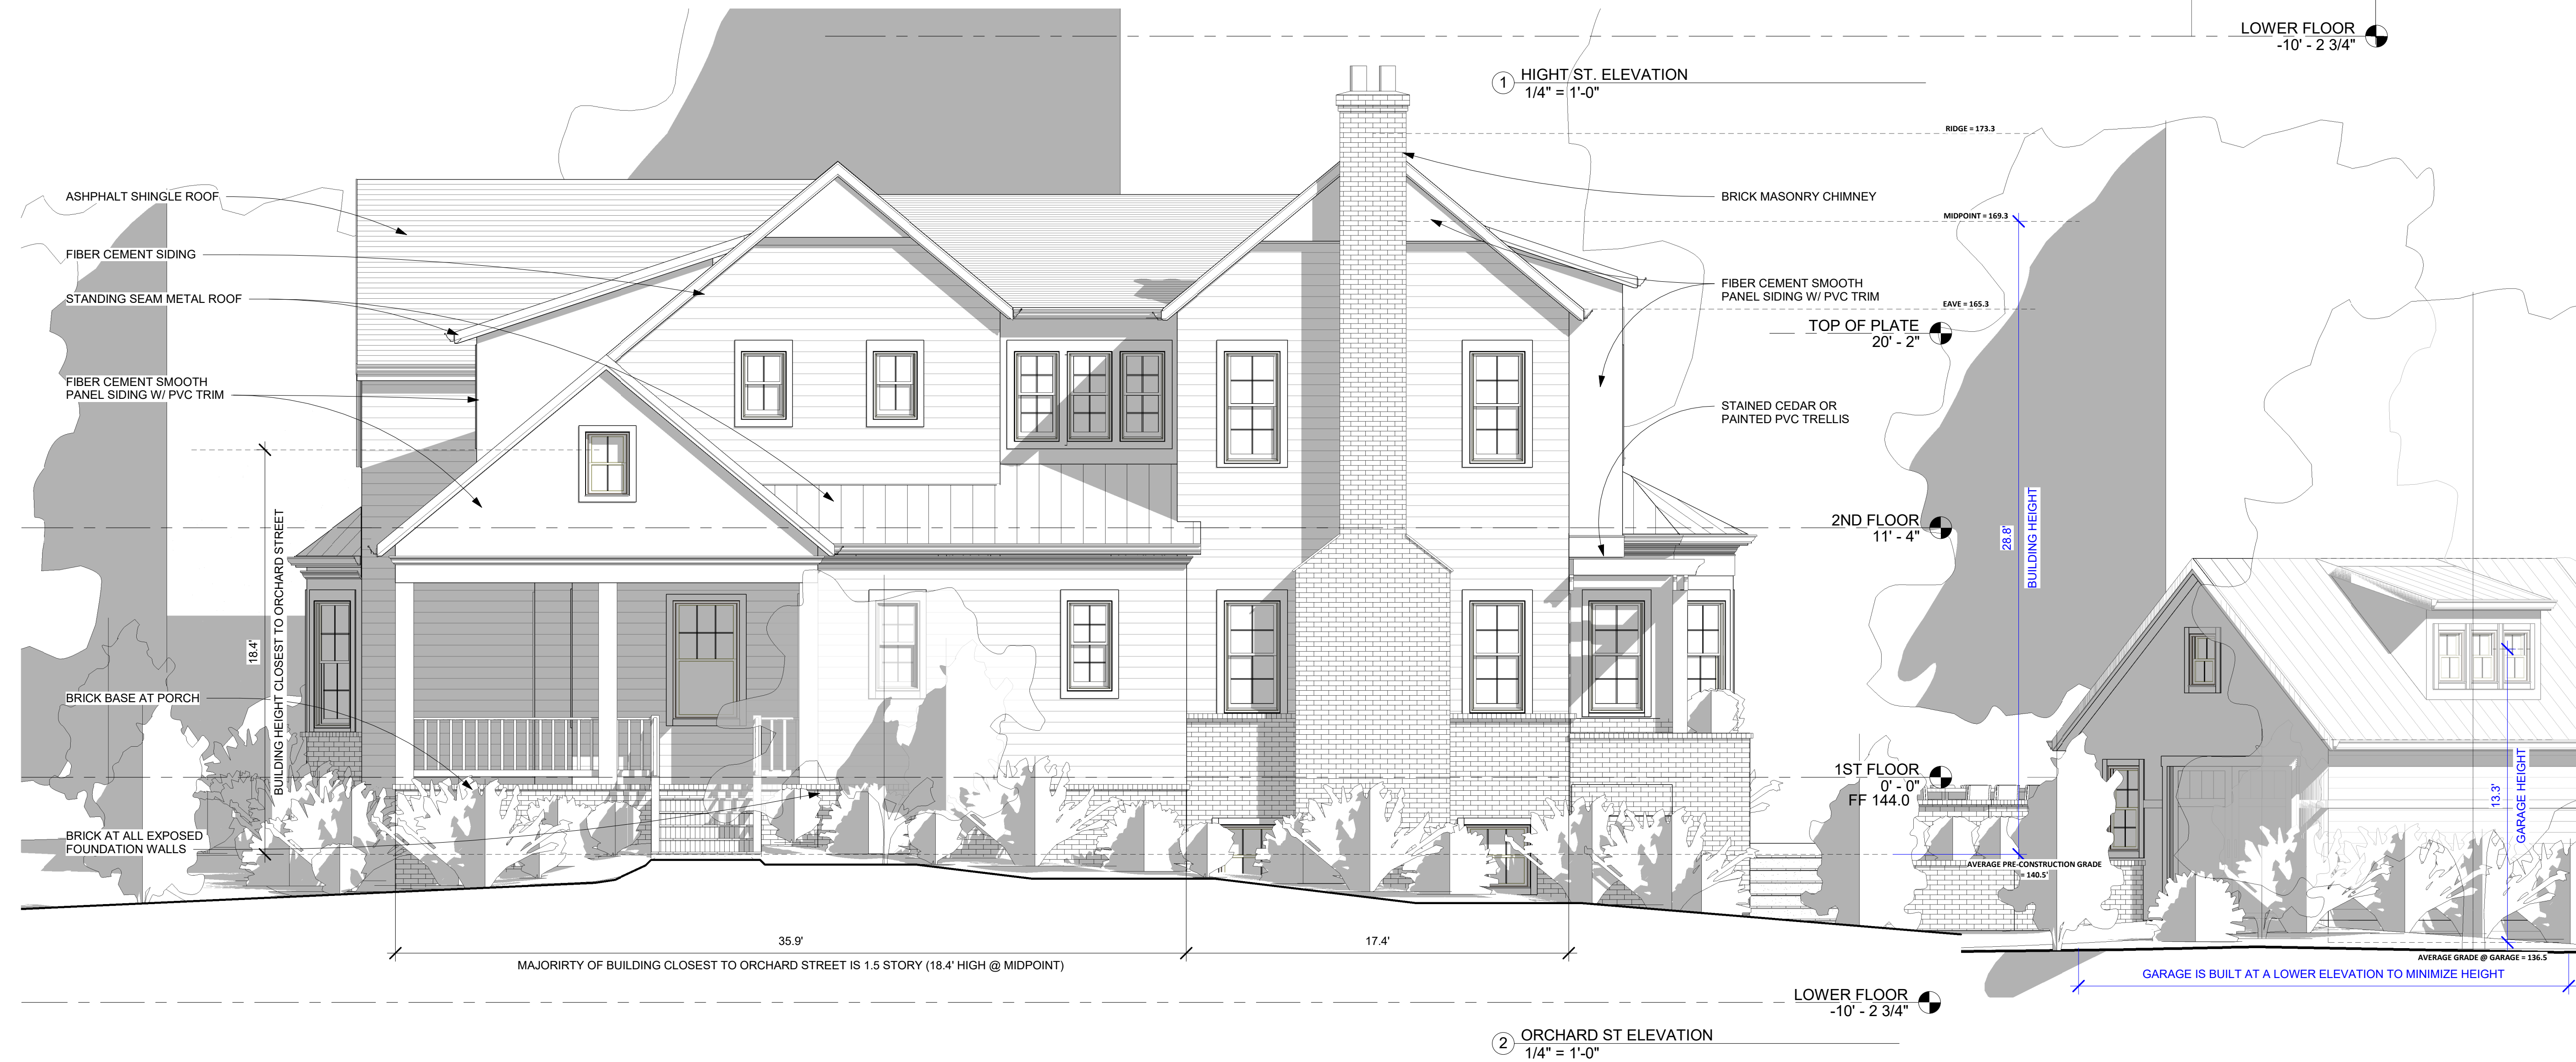 LOWER FLOOR
-10' - 2 3/4"
1
HIGHT ST. ELEVATION
1/4" = 1'-0"
RIDGE = 173.3
ASHPHALT SHINGLE ROOF
BRICK MASONRY CHIMNEY
MIDPOINT = 169.3
FIBER CEMENT SIDING
STANDING SEAM METAL ROOF
FIBER CEMENT SMOOTH
PANEL SIDING W/ PVC TRIM
EAVE = 165.3
TOP OF PLATE
20' - 2"
FIBER CEMENT SMOOTH
PANEL SIDING W/ PVC TRIM
STAINED CEDAR OR
PAINTED PVC TRELLIS
2ND FLOOR
11' - 4"
28.8'
BUILDING HEIGHT
18.4'
BUILDING HEIGHT CLOSEST TO ORCHARD STREET
BRICK BASE AT PORCH
1ST FLOOR
0' - 0"
FF 144.0
13.3'
GARAGE HEIGHT
BRICK AT ALL EXPOSED
FOUNDATION WALLS
AVERAGE PRE-CONSTRUCTION GRADE
= 140.5'
35.9'
17.4'
MAJORIRTY OF BUILDING CLOSEST TO ORCHARD STREET IS 1.5 STORY (18.4' HIGH @ MIDPOINT)
AVERAGE GRADE @ GARAGE = 136.5
GARAGE IS BUILT AT A LOWER ELEVATION TO MINIMIZE HEIGHT
LOWER FLOOR
-10' - 2 3/4"
2
ORCHARD ST ELEVATION
1/4" = 1'-0"